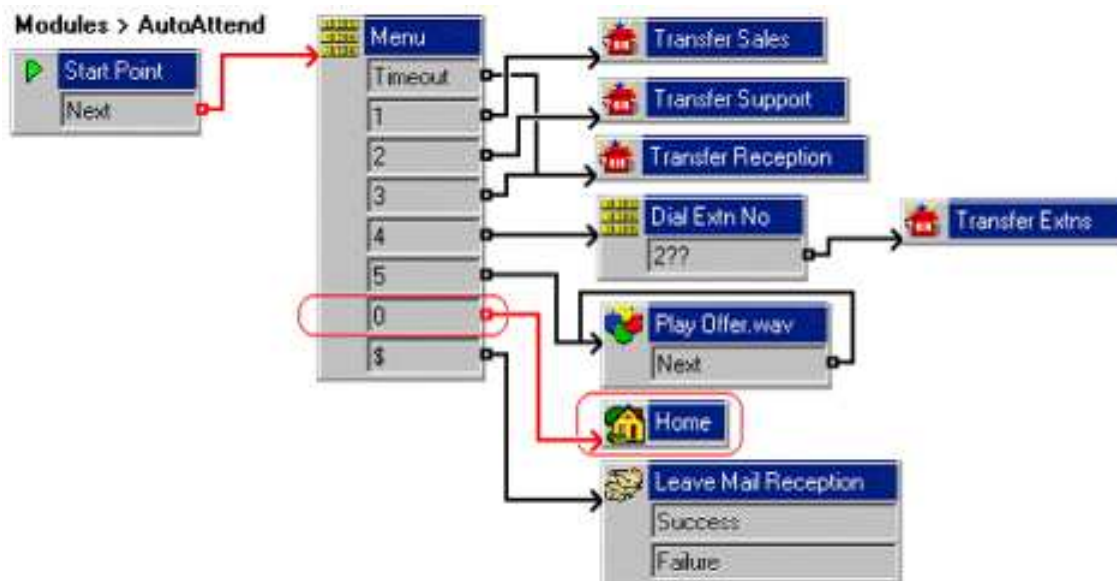 Modules > AutoAttend
Start Point
Next
Menu
Timeout
1
2
3
4
5
0
$
Transfer Sales
Transfer Support
Transfer Reception
Dial Extn No
2??
Transfer Extns
Play Offer.wav
Next
Home
Leave Mail Reception
Success
Failure